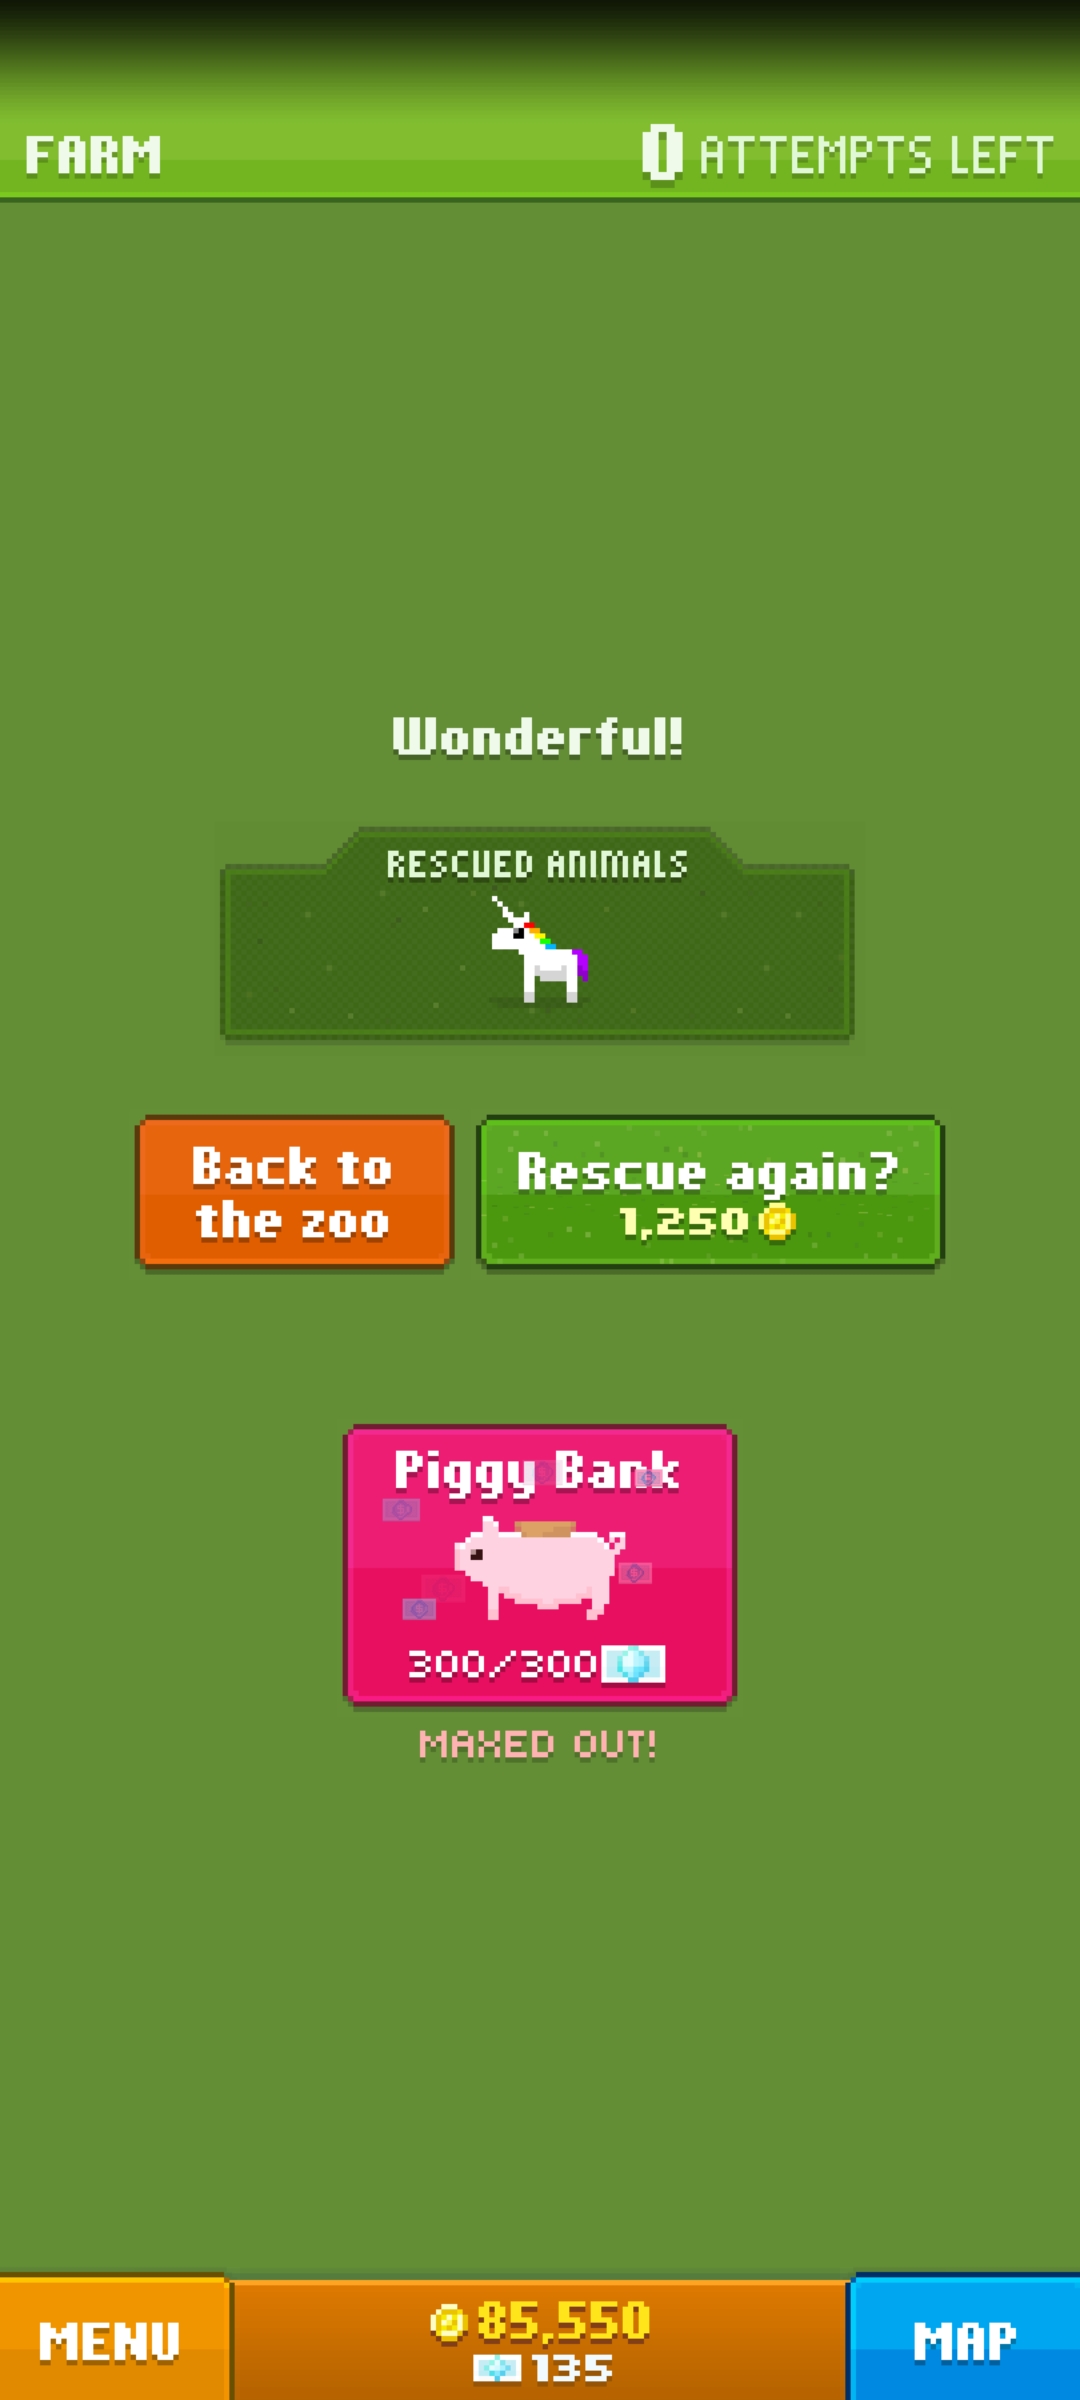 FARM
0 ATTEMPTS LEFT
Wonderful!
RESCUED ANIMALS
Back to
the zoo
Rescue again?
1,250
Piggy Bank
300/300
MAXED OUT!
MENU
85,550
135
MAP